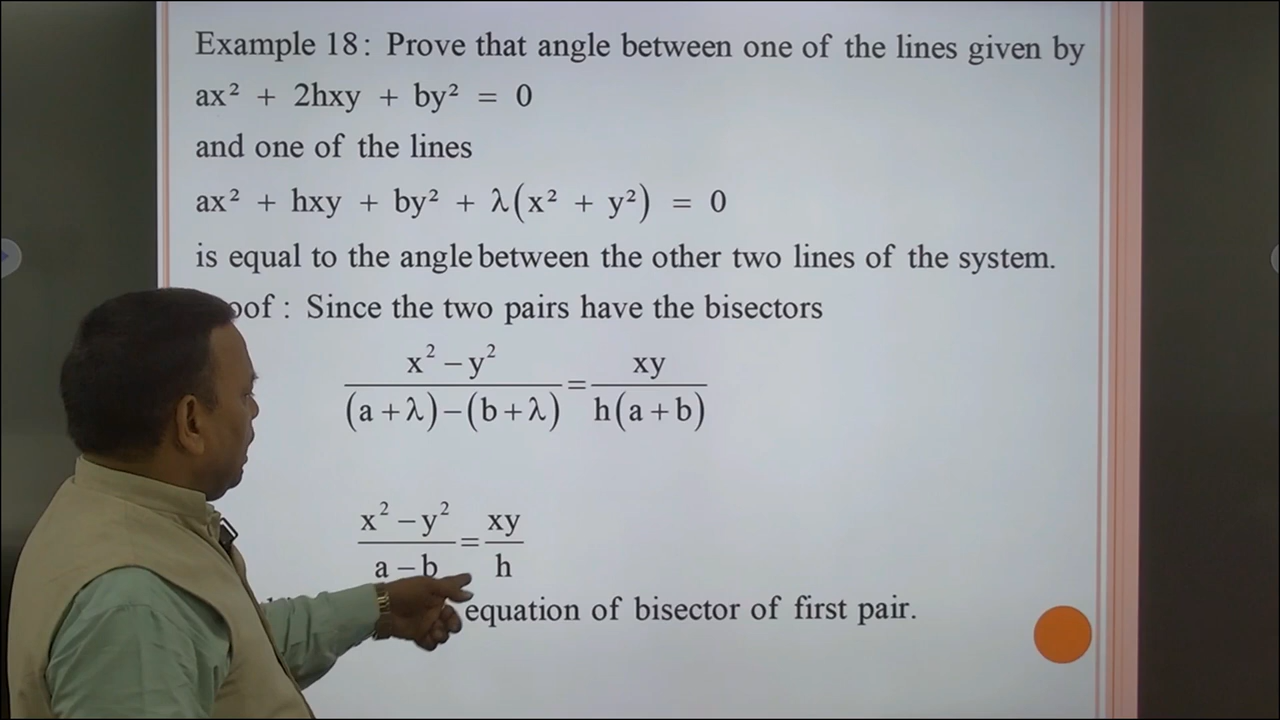 Example 18 : Prove that angle between one of the lines given by
ax² + 2hxy + by² = 0
and one of the lines
ax² + hxy + by² + λ(x² + y²) = 0
is equal to the angle between the other two lines of the system.
: Since the two pairs have the bisectors
(x² − y²)/((a + λ) − (b + λ)) = xy/(h(a + b))
(x² − y²)/(a − b) = xy/h
equation of bisector of first pair.